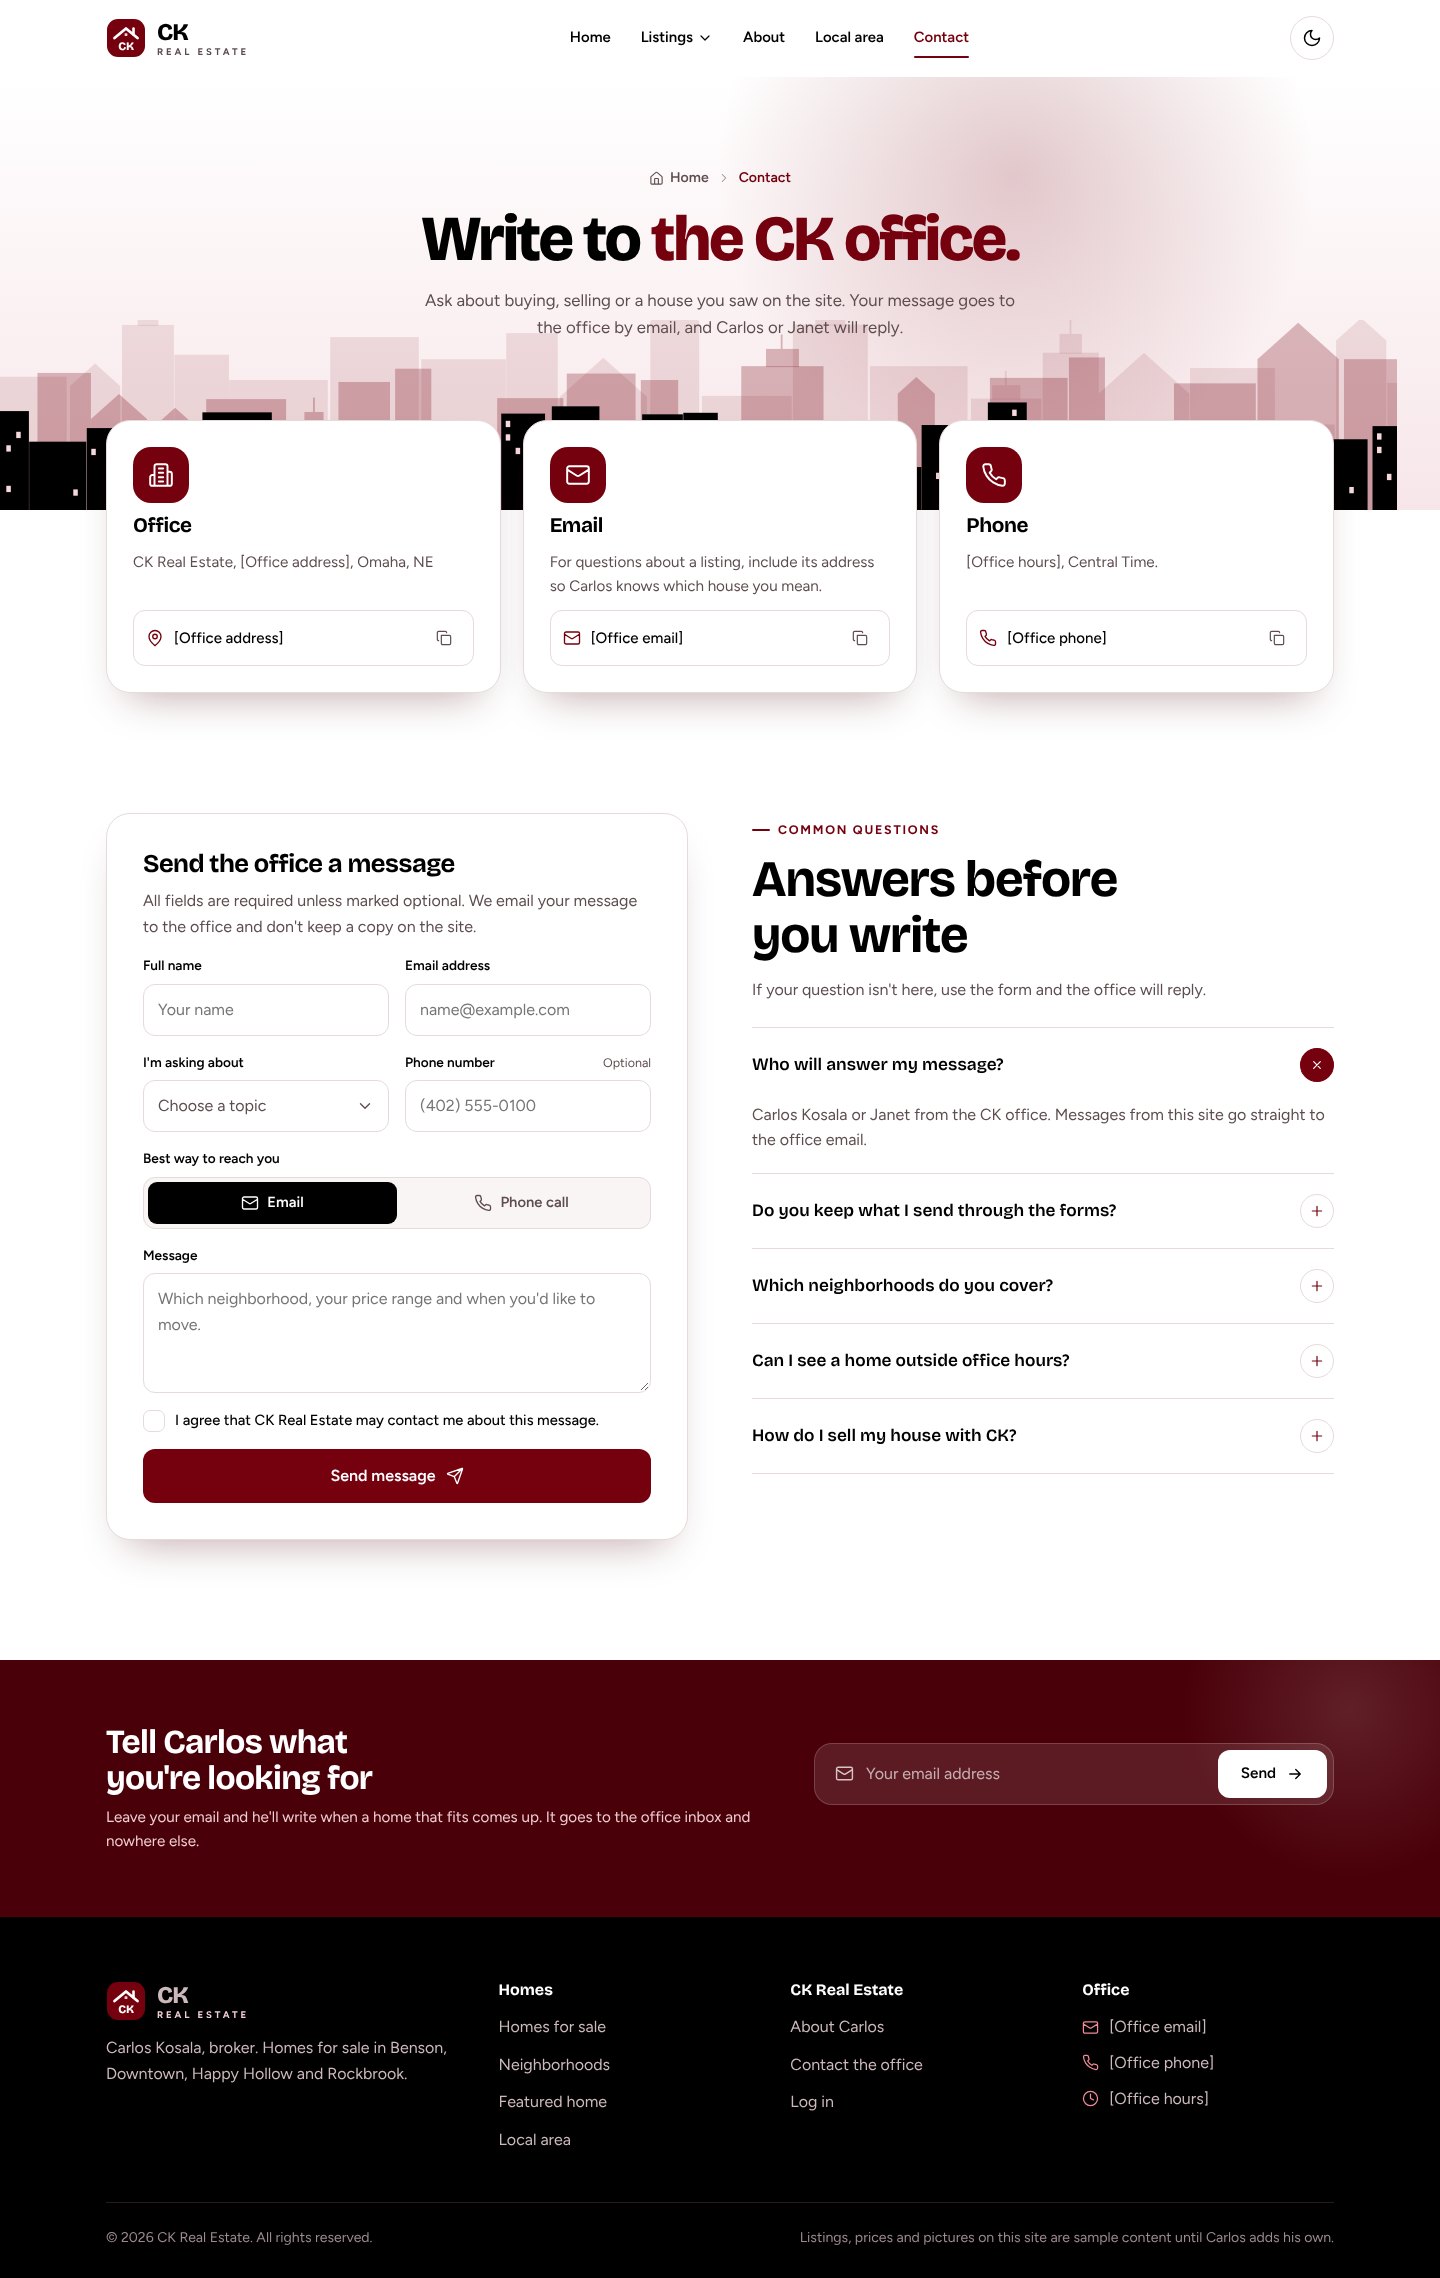 CK
CK
REAL ESTATE
Home
Listings
About
Local area
Contact
Home
Contact
Write to the CK office.
Ask about buying, selling or a house you saw on the site. Your message goes to
the office by email, and Carlos or Janet will reply.
Office
CK Real Estate, [Office address], Omaha, NE
[Office address]
Email
For questions about a listing, include its address
so Carlos knows which house you mean.
[Office email]
Phone
[Office hours], Central Time.
[Office phone]
Send the office a message
All fields are required unless marked optional. We email your message
to the office and don't keep a copy on the site.
Full name
Your name
Email address
name@example.com
I'm asking about
Choose a topic
Phone number
Optional
(402) 555-0100
Best way to reach you
Email
Phone call
Message
Which neighborhood, your price range and when you'd like to
move.
I agree that CK Real Estate may contact me about this message.
Send message
COMMON QUESTIONS
Answers before
you write
If your question isn't here, use the form and the office will reply.
Who will answer my message?
Carlos Kosala or Janet from the CK office. Messages from this site go straight to
the office email.
Do you keep what I send through the forms?
Which neighborhoods do you cover?
Can I see a home outside office hours?
How do I sell my house with CK?
Tell Carlos what
you're looking for
Leave your email and he'll write when a home that fits comes up. It goes to the office inbox and
nowhere else.
Your email address
Send
CK
CK
REAL ESTATE
Carlos Kosala, broker. Homes for sale in Benson,
Downtown, Happy Hollow and Rockbrook.
Homes
Homes for sale
Neighborhoods
Featured home
Local area
CK Real Estate
About Carlos
Contact the office
Log in
Office
[Office email]
[Office phone]
[Office hours]
© 2026 CK Real Estate. All rights reserved.
Listings, prices and pictures on this site are sample content until Carlos adds his own.